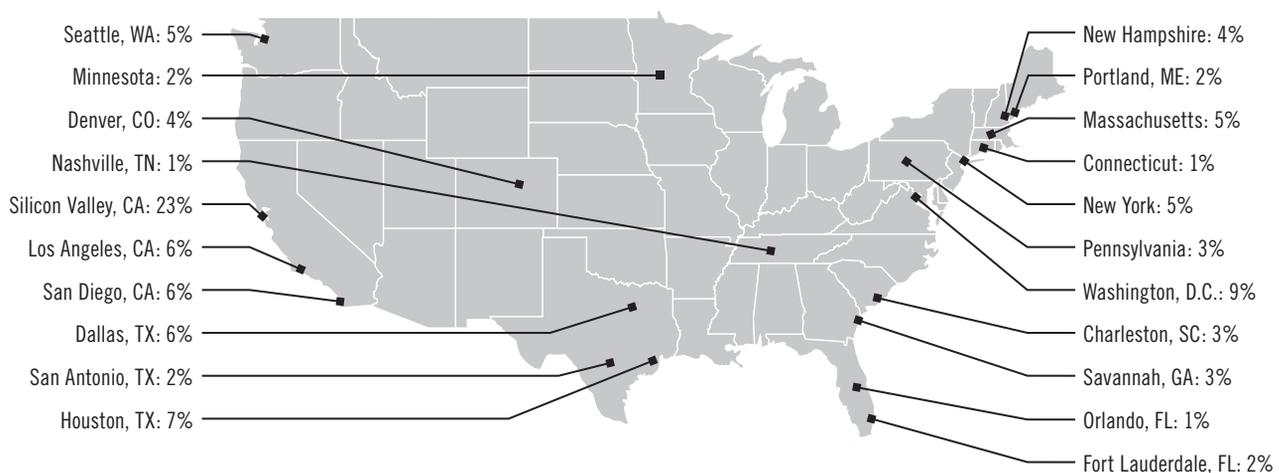 Seattle, WA: 5%
Minnesota: 2%
Denver, CO: 4%
Nashville, TN: 1%
Silicon Valley, CA: 23%
Los Angeles, CA: 6%
San Diego, CA: 6%
Dallas, TX: 6%
San Antonio, TX: 2%
Houston, TX: 7%
New Hampshire: 4%
Portland, ME: 2%
Massachusetts: 5%
Connecticut: 1%
New York: 5%
Pennsylvania: 3%
Washington, D.C.: 9%
Charleston, SC: 3%
Savannah, GA: 3%
Orlando, FL: 1%
Fort Lauderdale, FL: 2%